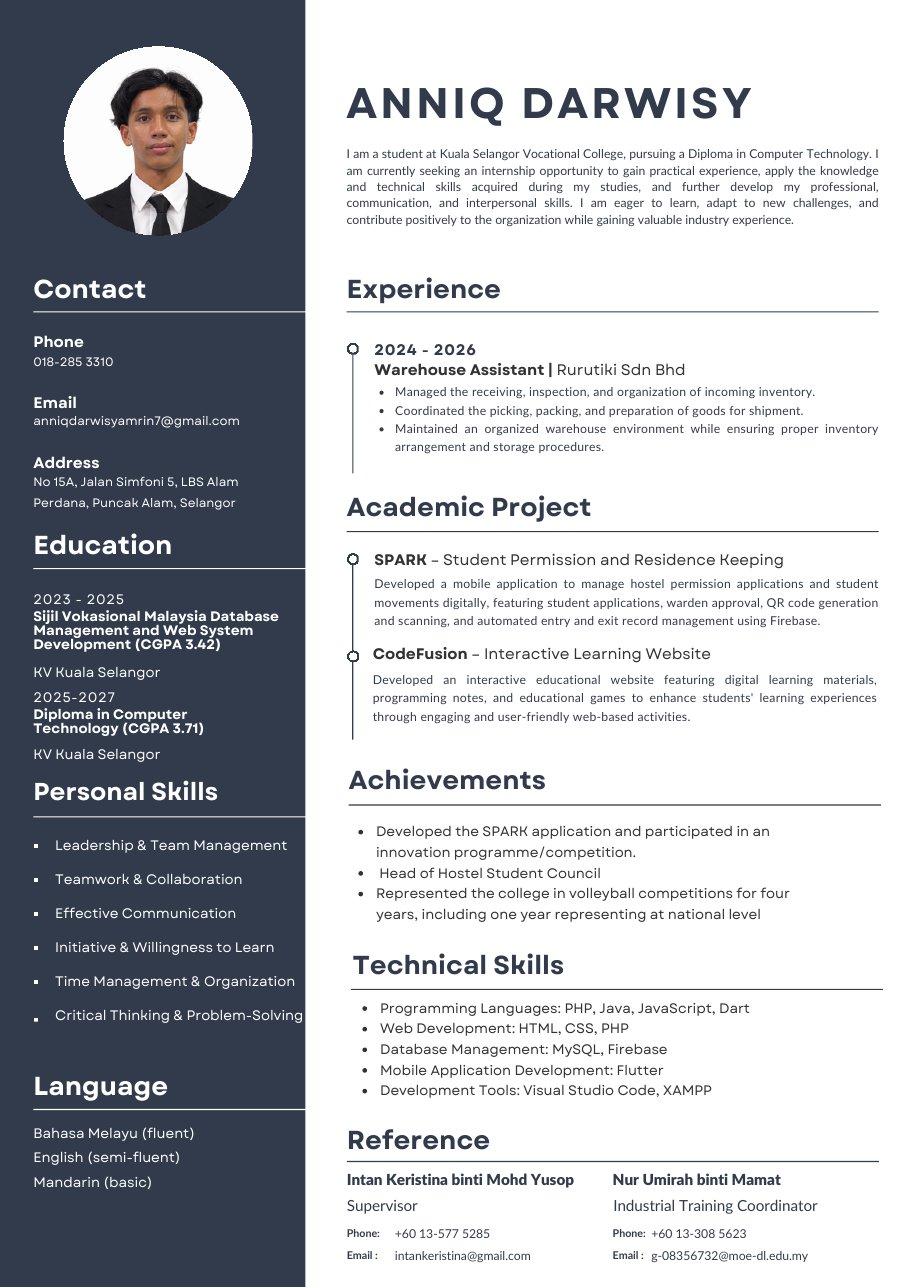 ANNIQ DARWISY
I am a student at Kuala Selangor Vocational College, pursuing a Diploma in Computer Technology. I
am currently seeking an internship opportunity to gain practical experience, apply the knowledge
and technical skills acquired during my studies, and further develop my professional,
communication, and interpersonal skills. I am eager to learn, adapt to new challenges, and
contribute positively to the organization while gaining valuable industry experience.
Contact
Phone
018-285 3310
Email
anniqdarwisyamrin7@gmail.com
Address
No 15A, Jalan Simfoni 5, LBS Alam
Perdana, Puncak Alam, Selangor
Education
2023 - 2025
Sijil Vokasional Malaysia Database
Management and Web System
Development (CGPA 3.42)
KV Kuala Selangor
2025-2027
Diploma in Computer
Technology (CGPA 3.71)
KV Kuala Selangor
Personal Skills
▪ Leadership & Team Management
▪ Teamwork & Collaboration
▪ Effective Communication
▪ Initiative & Willingness to Learn
▪ Time Management & Organization
▪ Critical Thinking & Problem-Solving
Language
Bahasa Melayu (fluent)
English (semi-fluent)
Mandarin (basic)
Experience
2024 - 2026
Warehouse Assistant | Rurutiki Sdn Bhd
• Managed the receiving, inspection, and organization of incoming inventory.
• Coordinated the picking, packing, and preparation of goods for shipment.
• Maintained an organized warehouse environment while ensuring proper inventory
arrangement and storage procedures.
Academic Project
SPARK – Student Permission and Residence Keeping
Developed a mobile application to manage hostel permission applications and student
movements digitally, featuring student applications, warden approval, QR code generation
and scanning, and automated entry and exit record management using Firebase.
CodeFusion – Interactive Learning Website
Developed an interactive educational website featuring digital learning materials,
programming notes, and educational games to enhance students' learning experiences
through engaging and user-friendly web-based activities.
Achievements
• Developed the SPARK application and participated in an
innovation programme/competition.
• Head of Hostel Student Council
• Represented the college in volleyball competitions for four
years, including one year representing at national level
Technical Skills
• Programming Languages: PHP, Java, JavaScript, Dart
• Web Development: HTML, CSS, PHP
• Database Management: MySQL, Firebase
• Mobile Application Development: Flutter
• Development Tools: Visual Studio Code, XAMPP
Reference
Intan Keristina binti Mohd Yusop
Supervisor
Phone: +60 13-577 5285
Email : intankeristina@gmail.com
Nur Umirah binti Mamat
Industrial Training Coordinator
Phone: +60 13-308 5623
Email : g-08356732@moe-dl.edu.my